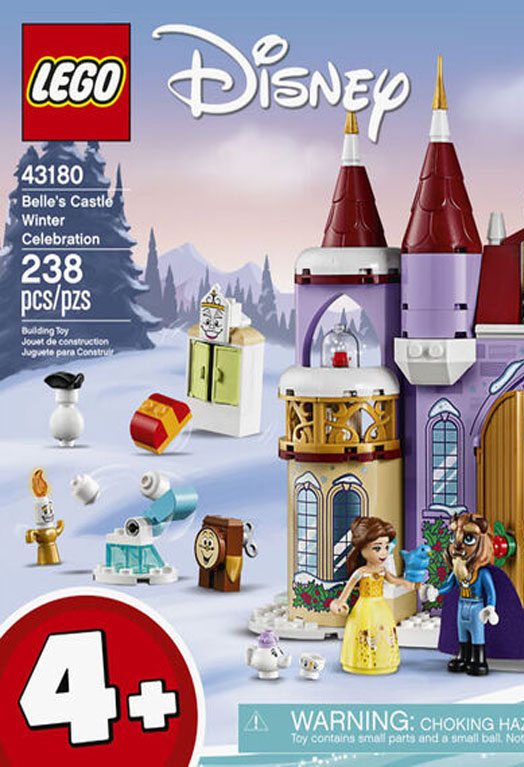 LEGO
DISNEY
43180
Belle's Castle
Winter
Celebration
238
pcs/pzs
Building Toy
Jouet de construction
Juguete para Construir
4+
WARNING: CHOKING HAZ
Toy contains small parts and a small ball. Not